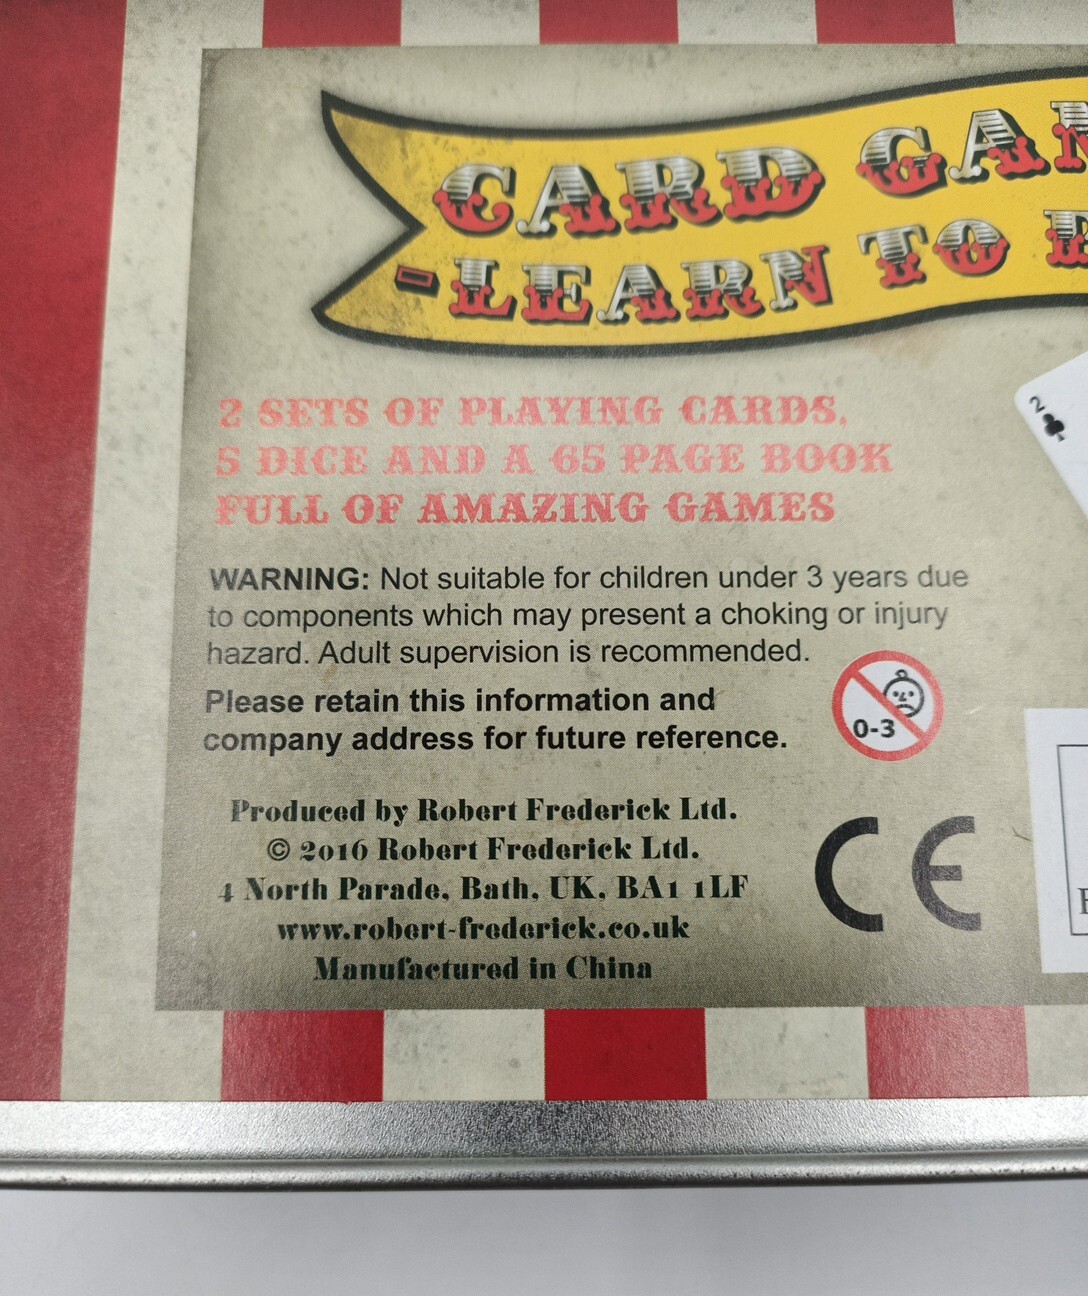 CARD
-LEARN TO
2 SETS OF PLAYING CARDS,
5 DICE AND A 65 PAGE BOOK
FULL OF AMAZING GAMES
WARNING: Not suitable for children under 3 years due
to components which may present a choking or injury
hazard. Adult supervision is recommended.
Please retain this information and
company address for future reference.
0-3
Produced by Robert Frederick Ltd.
© 2016 Robert Frederick Ltd.
4 North Parade, Bath, UK, BA1 1LF
www.robert-frederick.co.uk
Manufactured in China
CE
2